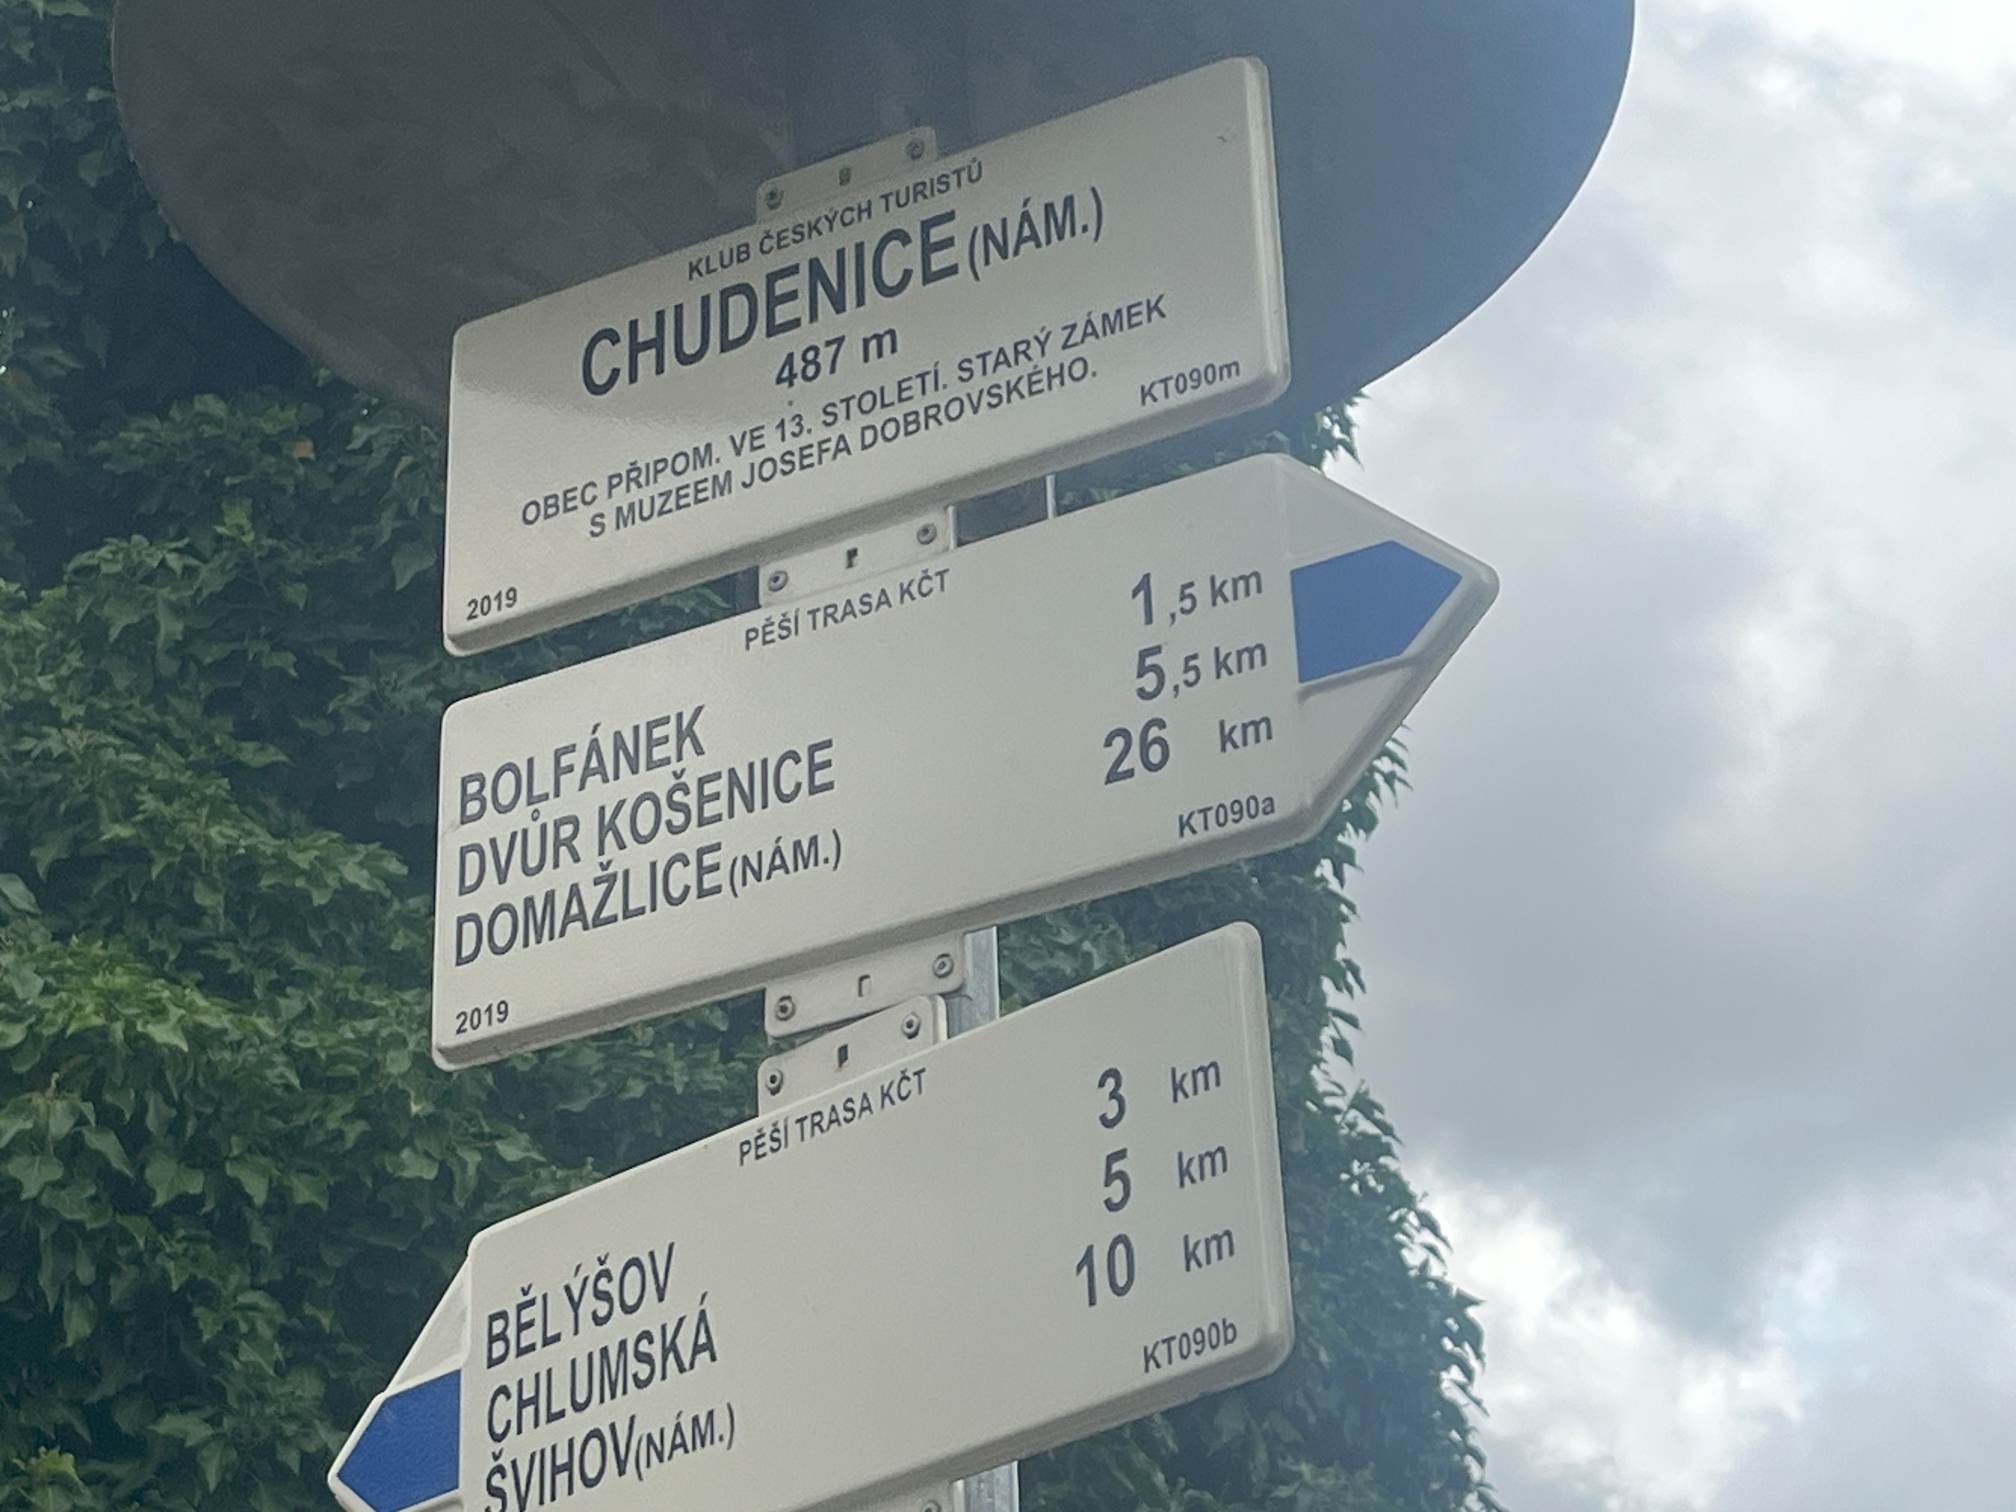 KLUB ČESKÝCH TURISTŮ
CHUDENICE (NÁM.)
487 m
OBEC PŘIPOM. VE 13. STOLETÍ. STARÝ ZÁMEK
S MUZEEM JOSEFA DOBROVSKÉHO.
KT090m
2019
PĚŠÍ TRASA KČT
BOLFÁNEK 1,5 km
DVŮR KOŠENICE 5,5 km
DOMAŽLICE (NÁM.) 26 km
KT090a
2019
PĚŠÍ TRASA KČT
BĚLÝŠOV 3 km
CHLUMSKÁ 5 km
ŠVIHOV (NÁM.) 10 km
KT090b